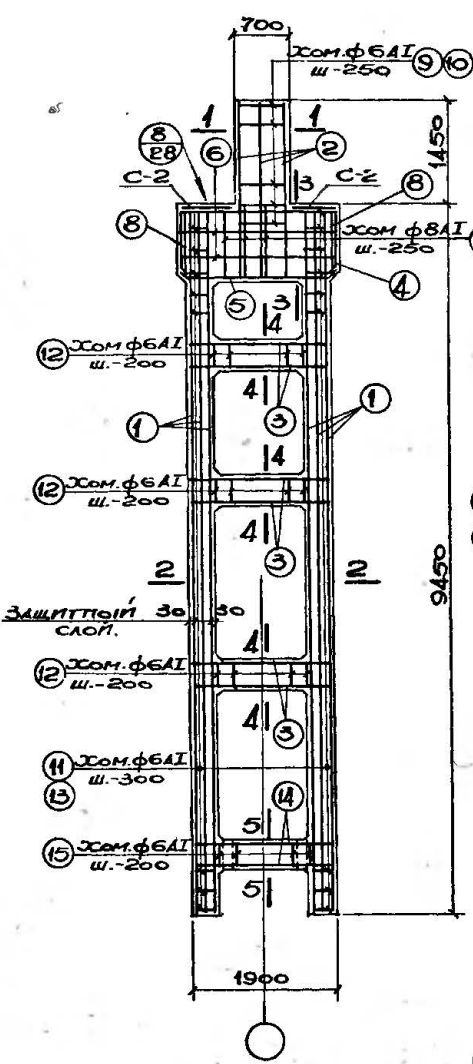 700
Хом.ф6АI 9 10
ш-250
1 1
8
28
6 2
С-2 3 С-2
8
1450
8
Хом ф8АI
ш.-250
4
5 3
4
12 Хом ф6АI
ш.-200
4 3
1 1
4
12 Хом.ф6АI
ш.-200
4 3
2 2
9450
Защитный 30 30
слой.
4
12 Хом.ф6АI
ш.-200
4 3
11 Хом.ф6АI
ш.-300
13
14
5
15 Хом.ф6АI
ш.-200
5
1900